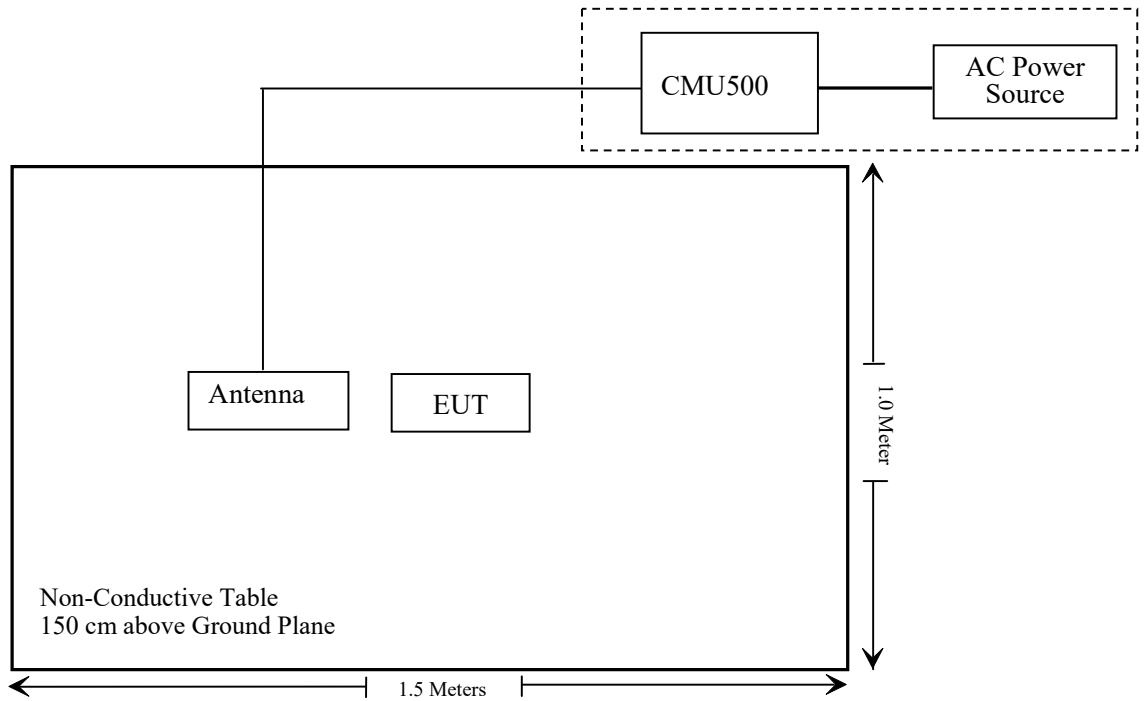 CMU500
AC Power
Source
Antenna
EUT
1.0 Meter
Non-Conductive Table
150 cm above Ground Plane
1.5 Meters